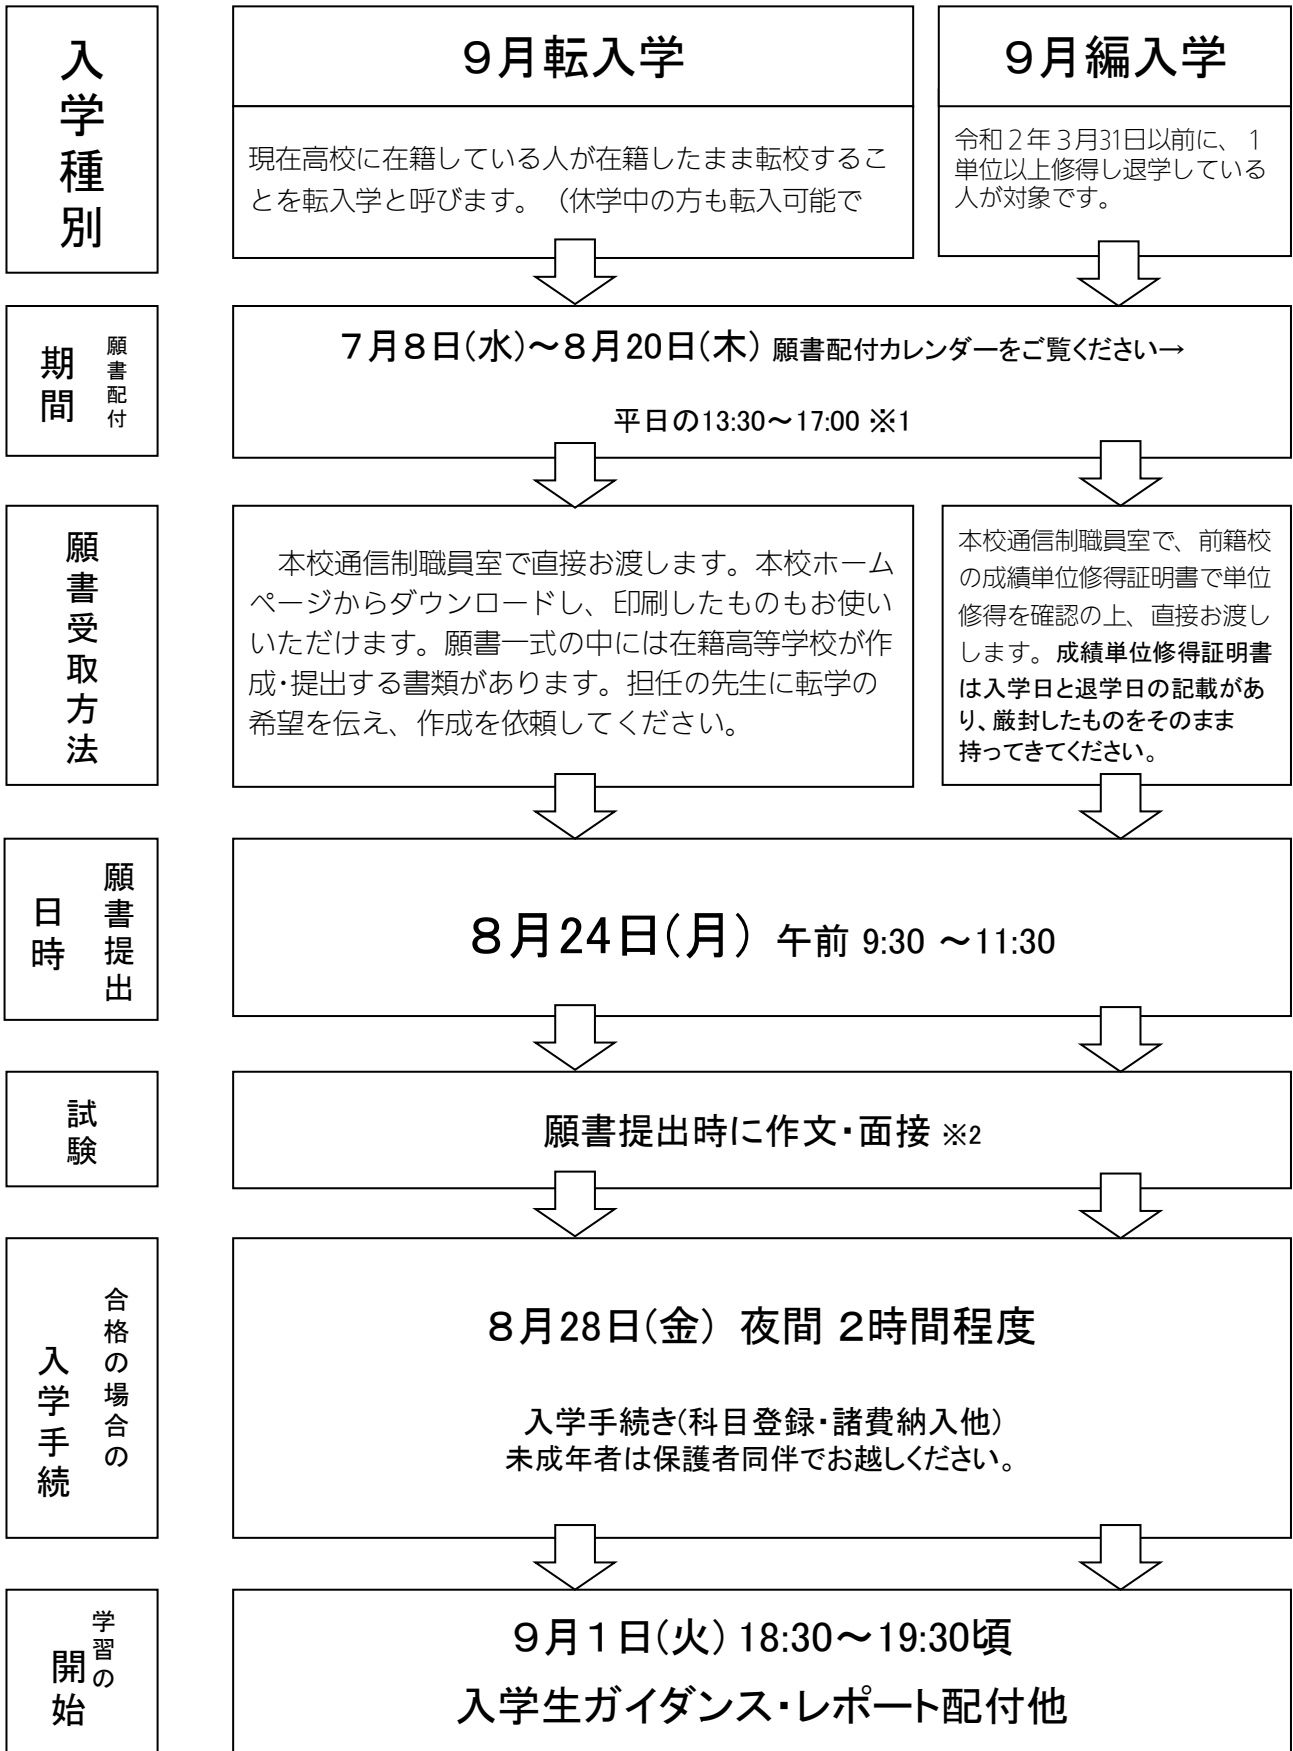 入学種別
９月転入学
現在高校に在籍している人が在籍したまま転校するこ
とを転入学と呼びます。（休学中の方も転入可能で
９月編入学
令和２年３月31日以前に、１
単位以上修得し退学している
人が対象です。
願書配付
期間
７月８日(水)～８月20日(木) 願書配付カレンダーをご覧ください→
平日の13:30～17:00 ※1
願書受取方法
本校通信制職員室で直接お渡します。本校ホーム
ページからダウンロードし、印刷したものもお使い
いただけます。願書一式の中には在籍高等学校が作
成・提出する書類があります。担任の先生に転学の
希望を伝え、作成を依頼してください。
本校通信制職員室で、前籍校
の成績単位修得証明書で単位
修得を確認の上、直接お渡し
します。成績単位修得証明書
は入学日と退学日の記載があ
り、厳封したものをそのまま
持ってきてください。
願書提出
日時
８月24日(月) 午前 9:30 ～11:30
試験
願書提出時に作文・面接 ※2
合格の場合の
入学手続
８月28日(金) 夜間 ２時間程度
入学手続き(科目登録・諸費納入他)
未成年者は保護者同伴でお越しください。
学習の
開始
９月１日(火) 18:30～19:30頃
入学生ガイダンス・レポート配付他